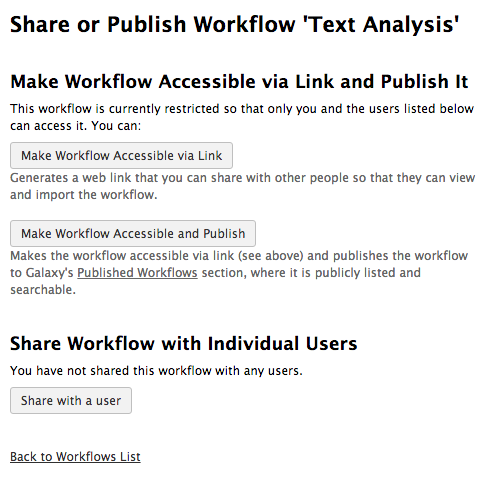 Share or Publish Workflow 'Text Analysis'
Make Workflow Accessible via Link and Publish It
This workflow is currently restricted so that only you and the users listed below
can access it. You can:
Make Workflow Accessible via Link
Generates a web link that you can share with other people so that they can view
and import the workflow.
Make Workflow Accessible and Publish
Makes the workflow accessible via link (see above) and publishes the workflow
to Galaxy's Published Workflows section, where it is publicly listed and
searchable.
Share Workflow with Individual Users
You have not shared this workflow with any users.
Share with a user
Back to Workflows List